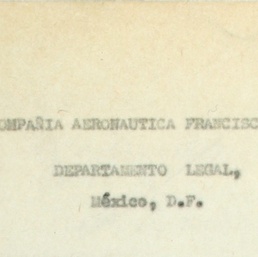 OMPAÑIA AERONAUTICA FRANCISC
DEPARTAMENTO LEGAL,
México, D.F.